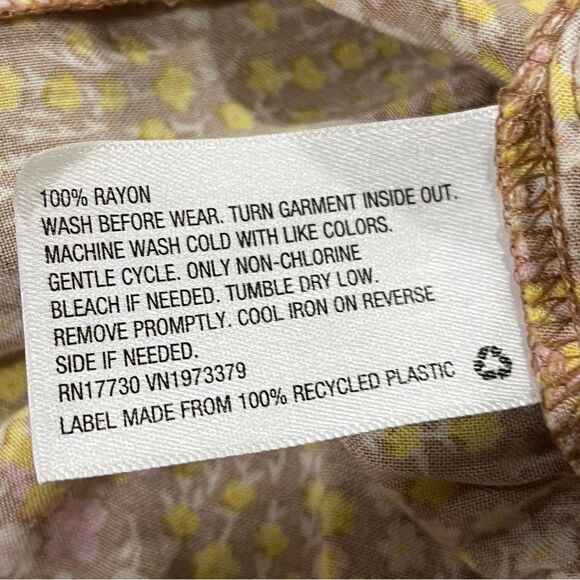 100% RAYON
WASH BEFORE WEAR. TURN GARMENT INSIDE OUT.
MACHINE WASH COLD WITH LIKE COLORS.
GENTLE CYCLE. ONLY NON-CHLORINE
BLEACH IF NEEDED. TUMBLE DRY LOW.
REMOVE PROMPTLY. COOL IRON ON REVERSE
SIDE IF NEEDED.
RN17730 VN1973379
LABEL MADE FROM 100% RECYCLED PLASTIC